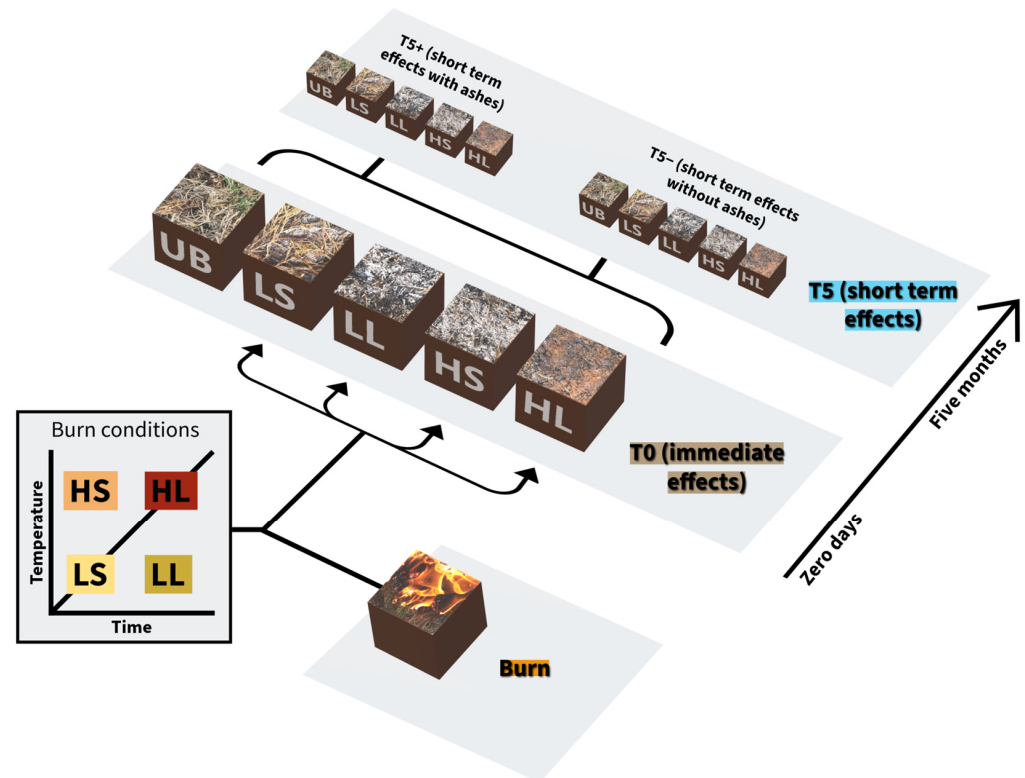 T5+ (short term
effects with ashes)
UB
LS
LL
HS
HL
T5− (short term effects
without ashes)
UB
LS
LL
HS
HL
T5 (short term
effects)
UB
LS
LL
HS
HL
T0 (immediate
effects)
Five months
Zero days
Burn conditions
Temperature
HS
HL
LS
LL
Time
Burn